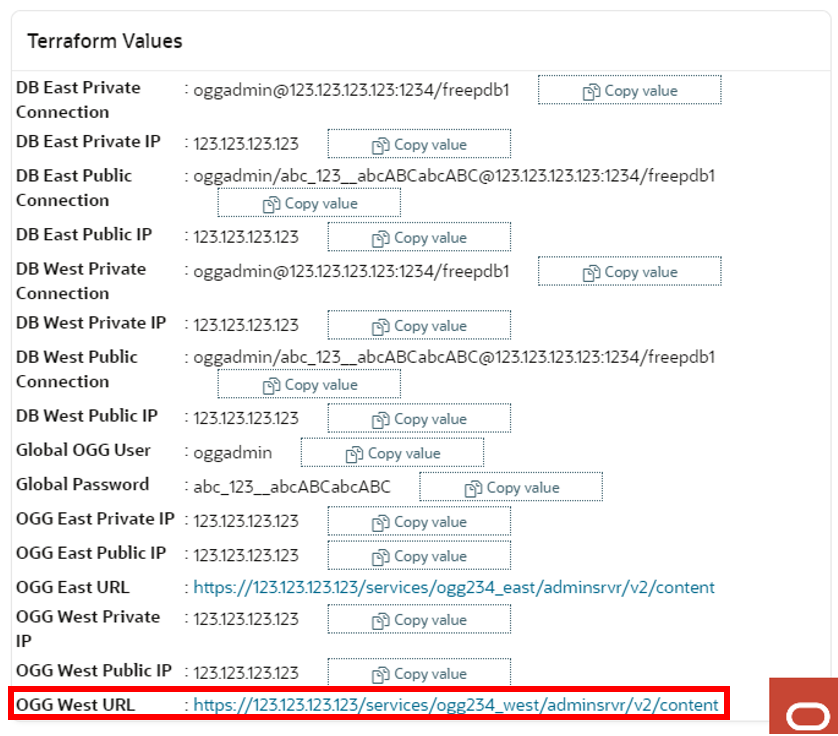 Terraform Values
DB East Private : oggadmin@123.123.123.123:1234/freepdb1 Copy value
Connection
DB East Private IP : 123.123.123.123 Copy value
DB East Public : oggadmin/abc_123__abcABCabcABC@123.123.123.123:1234/freepdb1
Connection Copy value
DB East Public IP : 123.123.123.123 Copy value
DB West Private : oggadmin@123.123.123.123:1234/freepdb1 Copy value
Connection
DB West Private IP : 123.123.123.123 Copy value
DB West Public : oggadmin/abc_123__abcABCabcABC@123.123.123.123:1234/freepdb1
Connection Copy value
DB West Public IP : 123.123.123.123 Copy value
Global OGG User : oggadmin Copy value
Global Password : abc_123__abcABCabcABC Copy value
OGG East Private IP : 123.123.123.123 Copy value
OGG East Public IP : 123.123.123.123 Copy value
OGG East URL : https://123.123.123.123/services/ogg234_east/adminsrvr/v2/content
OGG West Private : 123.123.123.123 Copy value
IP
OGG West Public IP : 123.123.123.123 Copy value
OGG West URL : https://123.123.123.123/services/ogg234_west/adminsrvr/v2/content